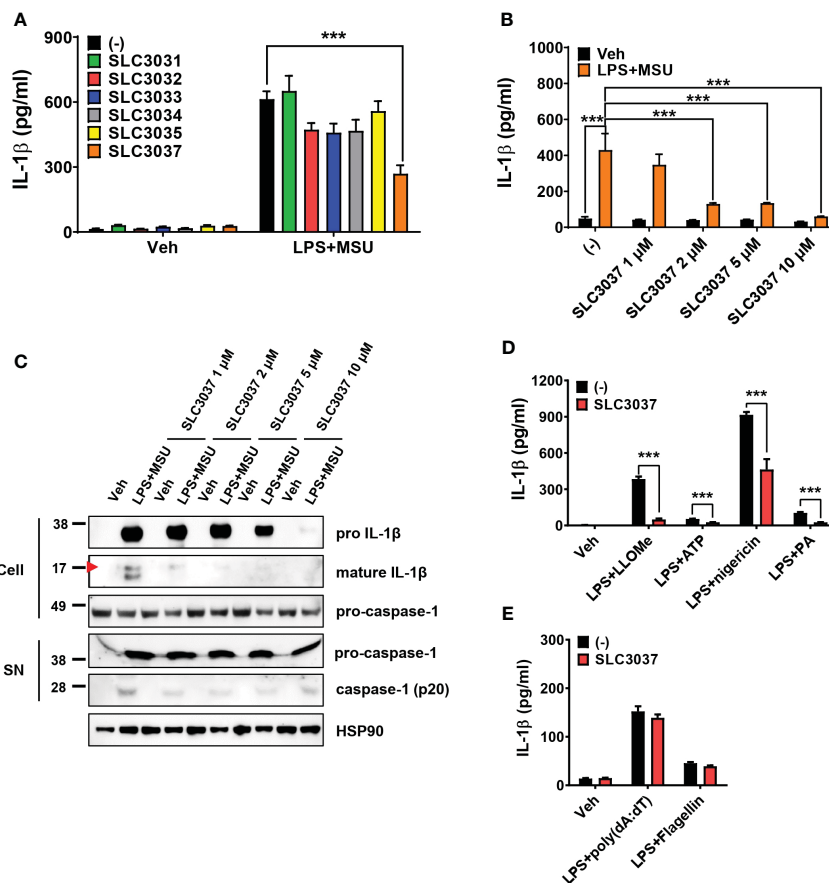 A
IL-1β (pg/ml)
900
600
300
0
(-)
SLC3031
SLC3032
SLC3033
SLC3034
SLC3035
SLC3037
***
Veh
LPS+MSU
B
IL-1β (pg/ml)
1000
800
600
400
200
0
Veh
LPS+MSU
***
***
***
***
(-)
SLC3037 1 μM
SLC3037 2 μM
SLC3037 5 μM
SLC3037 10 μM
C
SLC3037 1 μM
SLC3037 2 μM
SLC3037 5 μM
SLC3037 10 μM
Veh
LPS+MSU
Veh
LPS+MSU
Veh
LPS+MSU
Veh
LPS+MSU
Veh
LPS+MSU
Cell
38
pro IL-1β
17
mature IL-1β
49
pro-caspase-1
SN
38
pro-caspase-1
28
caspase-1 (p20)
HSP90
D
IL-1β (pg/ml)
1200
900
600
300
0
(-)
SLC3037
***
***
***
***
Veh
LPS+LLOMe
LPS+ATP
LPS+nigericin
LPS+PA
E
IL-1β (pg/ml)
300
200
100
0
(-)
SLC3037
Veh
LPS+poly(dA:dT)
LPS+Flagellin